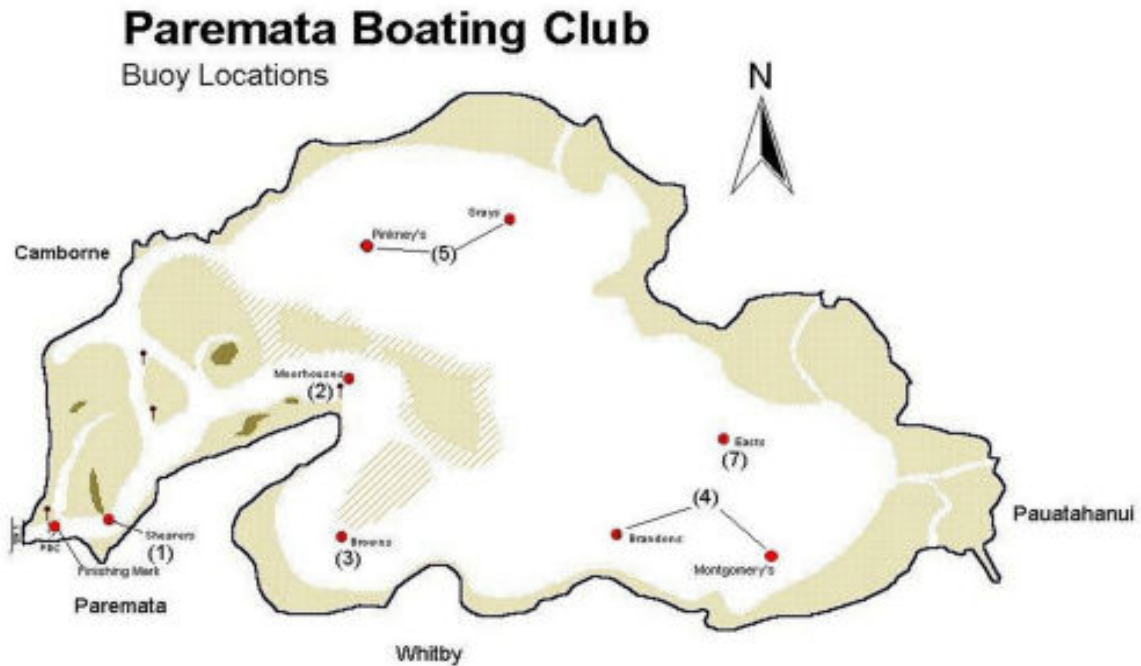 Paremata Boating Club
Buoy Locations
N
Grays
Pinkney's
(5)
Camborne
Moorhouses
(2)
Easts
(7)
(4)
Pauatahanui
Shearers
(1)
PBC
Browns
(3)
Brandons
Montgomery's
Finishing Mark
Paremata
Whitby